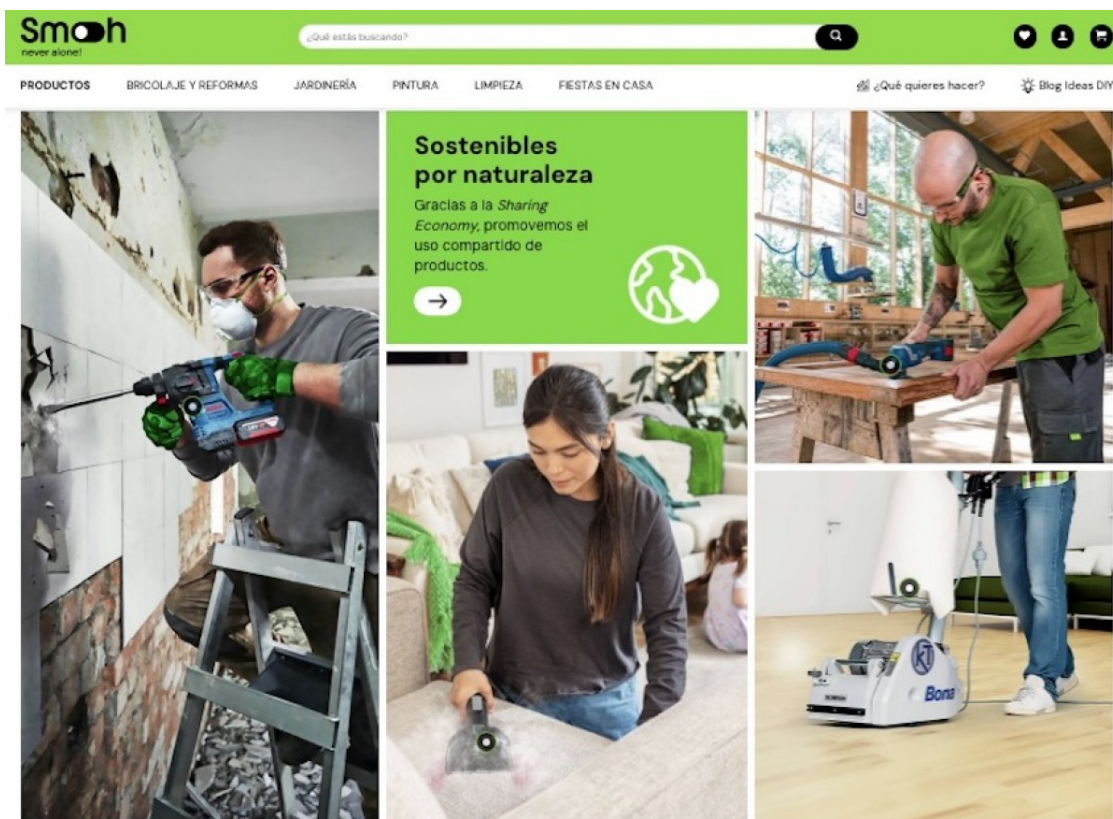 Smooh
never alone!
¿Qué estás buscando?
PRODUCTOS BRICOLAJE Y REFORMAS JARDINERÍA PINTURA LIMPIEZA FIESTAS EN CASA ¿Qué quieres hacer? Blog Ideas DIY
Sostenibles
por naturaleza
Gracias a la Sharing
Economy, promovemos el
uso compartido de
productos.
KT
Bona